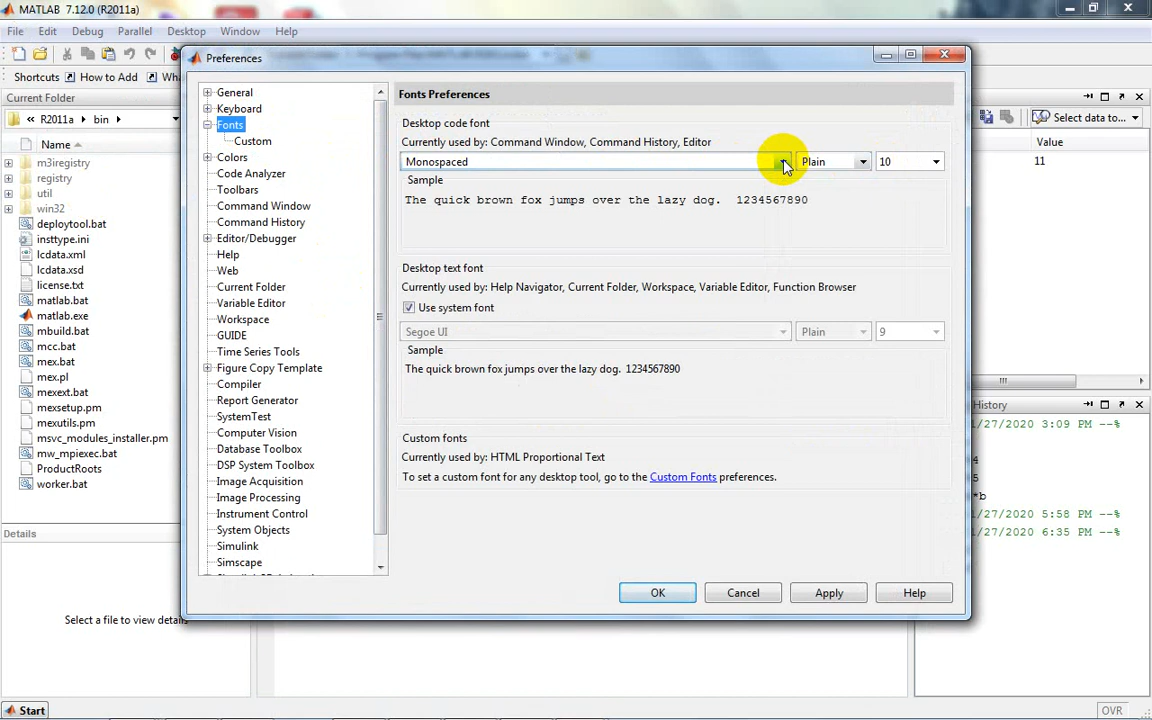 MATLAB 7.12.0 (R2011a)
File Edit Debug Parallel Desktop Window Help
Shortcuts How to Add
Current Folder
« R2011a ▸ bin ▸
Name
m3iregistry
registry
util
win32
deploytool.bat
insttype.ini
lcdata.xml
lcdata.xsd
license.txt
matlab.bat
matlab.exe
mbuild.bat
mcc.bat
mex.bat
mex.pl
mexext.bat
mexsetup.pm
mexutils.pm
msvc_modules_installer.pm
mw_mpiexec.bat
ProductRoots
worker.bat
Details
Select a file to view details
Start
Preferences
General
Keyboard
Fonts
Custom
Colors
Code Analyzer
Toolbars
Command Window
Command History
Editor/Debugger
Help
Web
Current Folder
Variable Editor
Workspace
GUIDE
Time Series Tools
Figure Copy Template
Compiler
Report Generator
SystemTest
Computer Vision
Database Toolbox
DSP System Toolbox
Image Acquisition
Image Processing
Instrument Control
System Objects
Simulink
Simscape
Fonts Preferences
Desktop code font
Currently used by: Command Window, Command History, Editor
Monospaced Plain 10
Sample
The quick brown fox jumps over the lazy dog. 1234567890
Desktop text font
Currently used by: Help Navigator, Current Folder, Workspace, Variable Editor, Function Browser
Use system font
Segoe UI Plain 9
Sample
The quick brown fox jumps over the lazy dog. 1234567890
Custom fonts
Currently used by: HTML Proportional Text
To set a custom font for any desktop tool, go to the Custom Fonts preferences.
OK Cancel Apply Help
Select data to...
Value
11
History
1/27/2020 3:09 PM --%
4
5
*b
1/27/2020 5:58 PM --%
1/27/2020 6:35 PM --%
OVR